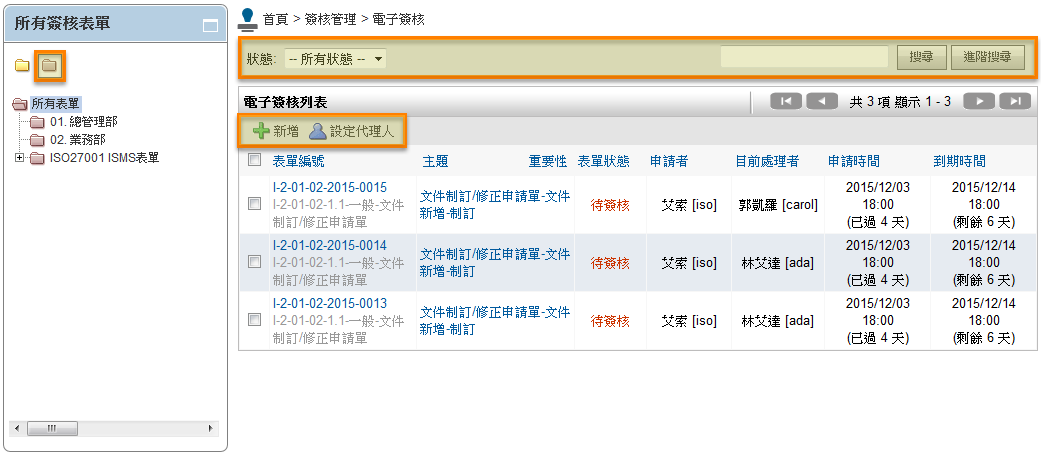 所有簽核表單
所有表單
01. 總管理部
02. 業務部
ISO27001 ISMS表單
首頁 > 簽核管理 > 電子簽核
狀態: -- 所有狀態 -- 搜尋 進階搜尋
電子簽核列表 共 3 項 顯示 1 - 3
新增 設定代理人
表單編號 主題 重要性 表單狀態 申請者 目前處理者 申請時間 到期時間
I-2-01-02-2015-0015
I-2-01-02-1.1-一般-文件
制訂/修正申請單
文件制訂/修正申請單-文件
新增-制訂
待簽核
艾索 [iso]
郭凱羅 [carol]
2015/12/03
18:00
(已過 4 天)
2015/12/14
18:00
(剩餘 6 天)
I-2-01-02-2015-0014
I-2-01-02-1.1-一般-文件
制訂/修正申請單
文件制訂/修正申請單-文件
新增-制訂
待簽核
艾索 [iso]
林艾達 [ada]
2015/12/03
18:00
(已過 4 天)
2015/12/14
18:00
(剩餘 6 天)
I-2-01-02-2015-0013
I-2-01-02-1.1-一般-文件
制訂/修正申請單
文件制訂/修正申請單-文件
新增-制訂
待簽核
艾索 [iso]
林艾達 [ada]
2015/12/03
18:00
(已過 4 天)
2015/12/14
18:00
(剩餘 6 天)